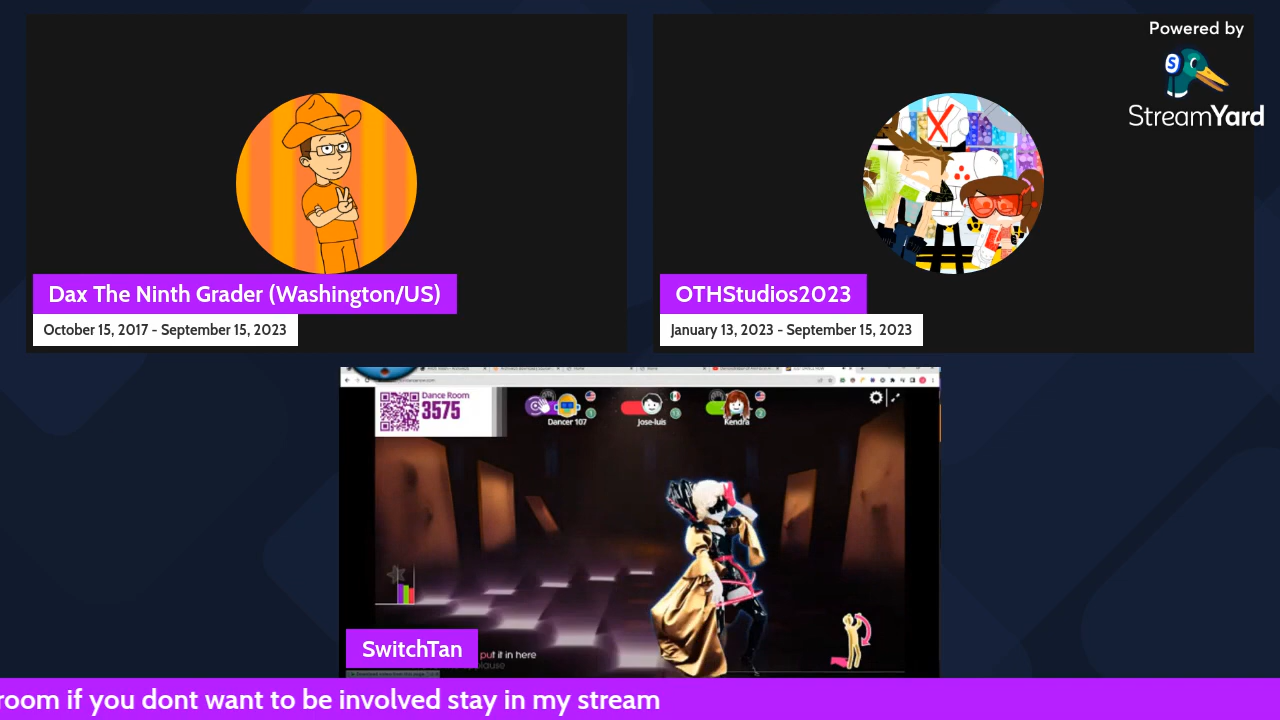 Powered by
StreamYard
Dax The Ninth Grader (Washington/US)
October 15, 2017 - September 15, 2023
OTHStudios2023
January 13, 2023 - September 15, 2023
Dance Room
3575
Dancer 107
Jose-luis
Kendra
put it in here
SwitchTan
room if you dont want to be involved stay in my stream